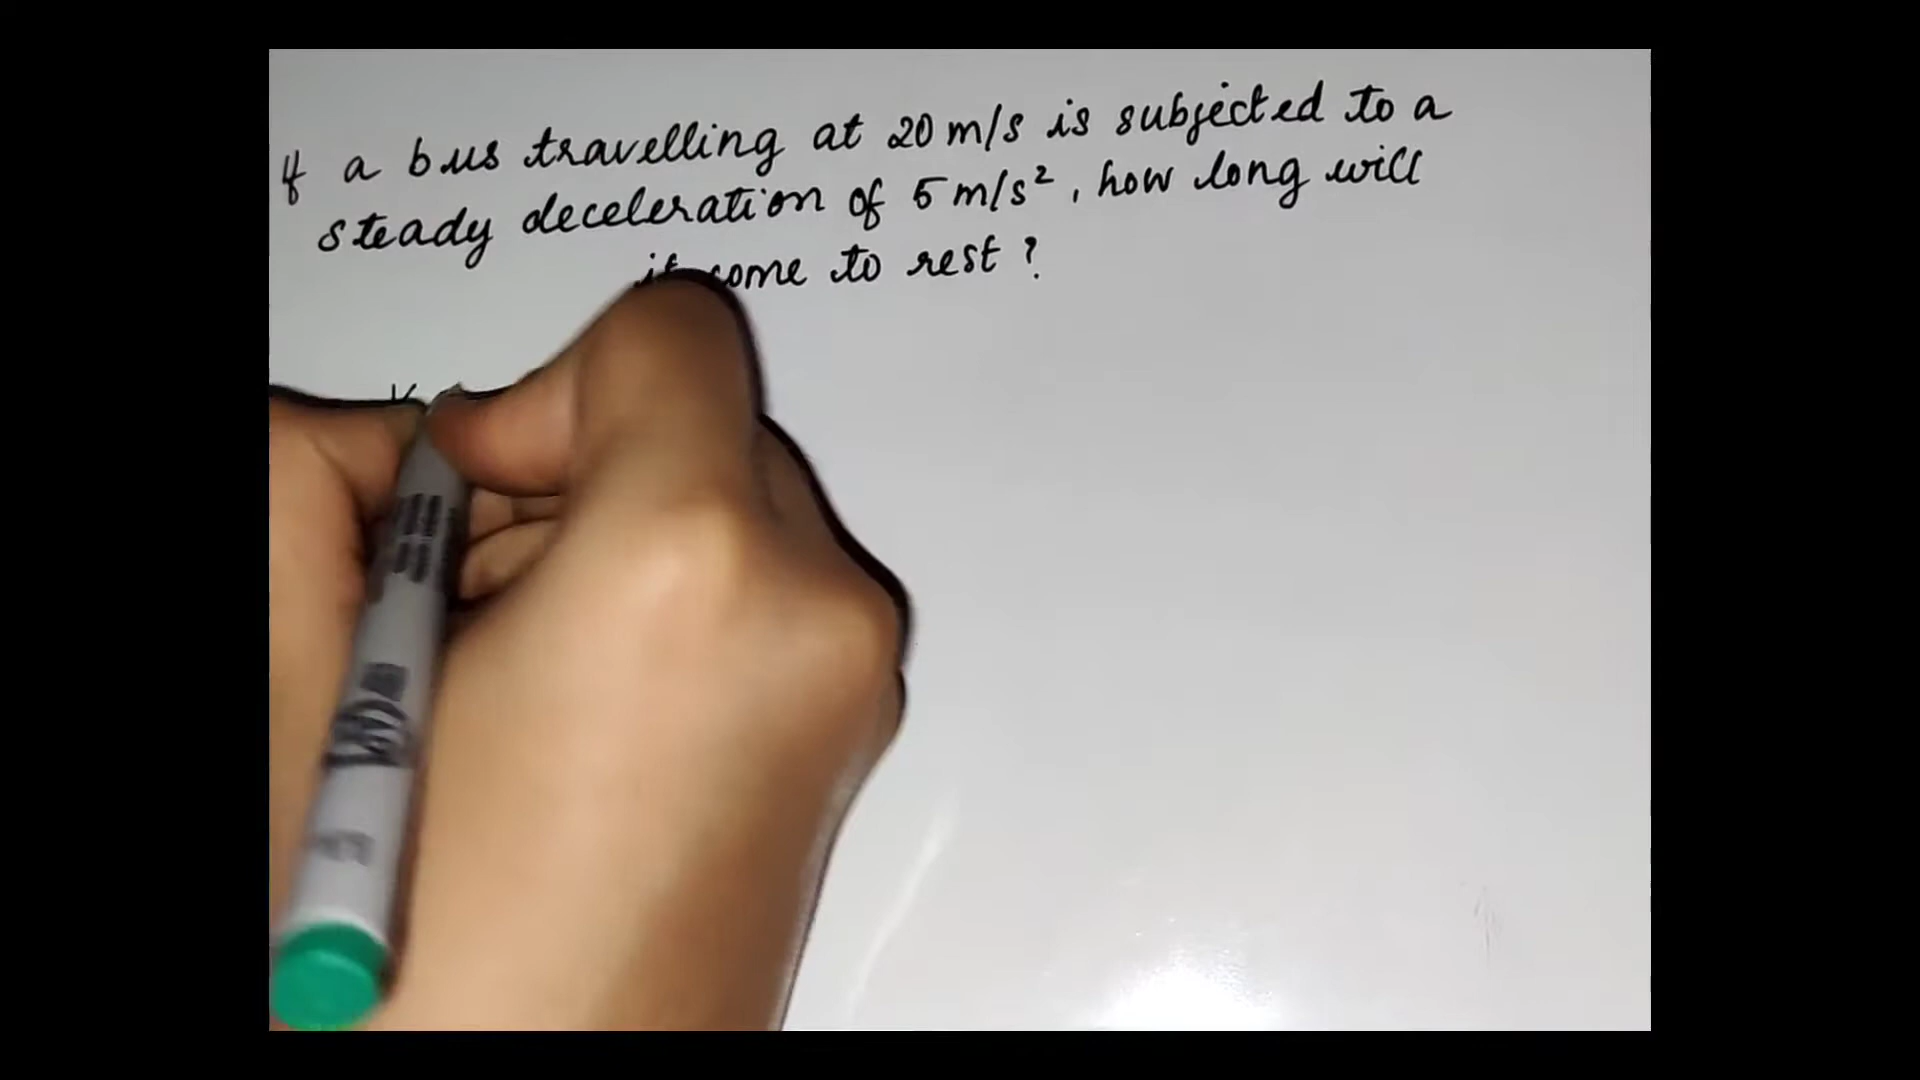 If a bus travelling at 20 m/s is subjected to a
steady deceleration of 5 m/s², how long will
it come to rest ?